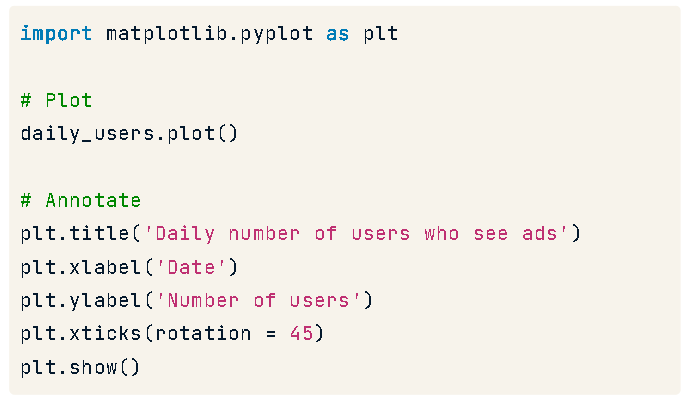 import matplotlib.pyplot as plt
# Plot
daily_users.plot()
# Annotate
plt.title('Daily number of users who see ads')
plt.xlabel('Date')
plt.ylabel('Number of users')
plt.xticks(rotation = 45)
plt.show()